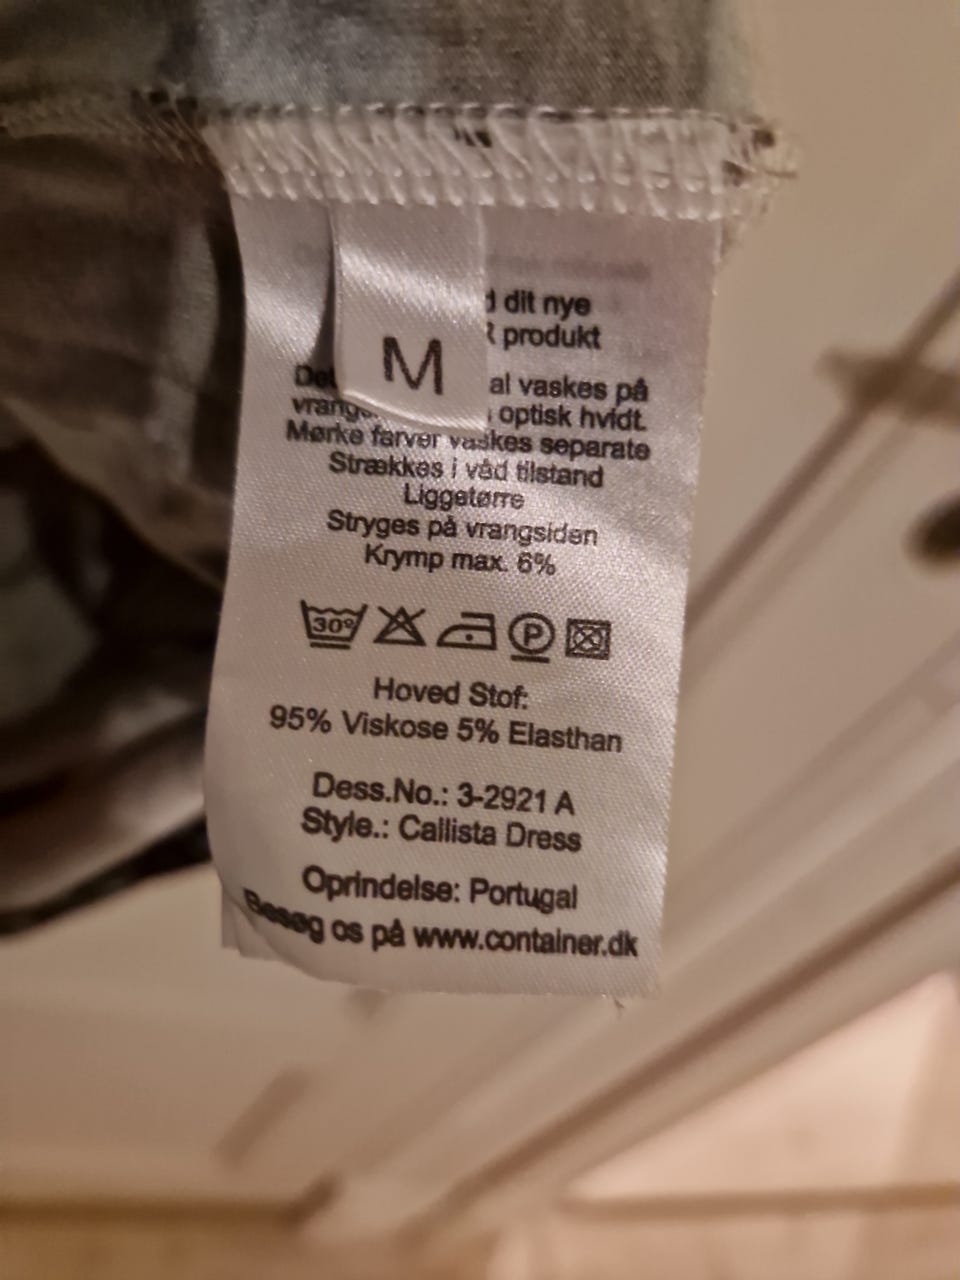 M
dit nye
produkt
vaskes på
optisk hvidt.
Mørke farver vaskes separate
Strækkes i våd tilstand
Liggetørre
Stryges på vrangsiden
Krymp max. 6%
30° P
Hoved Stof:
95% Viskose 5% Elasthan
Dess.No.: 3-2921 A
Style.: Callista Dress
Oprindelse: Portugal
Besøg os på www.container.dk